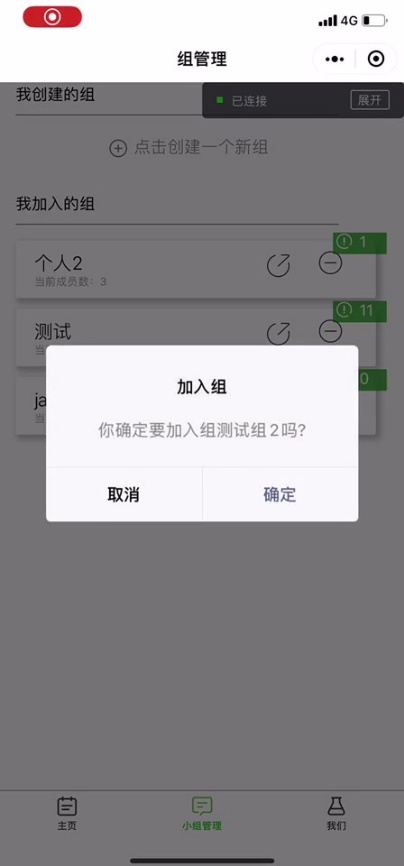 4G
组管理
我创建的组
已连接
展开
点击创建一个新组
我加入的组
1
个人2
当前成员数：3
11
测试
当
0
ja
当
加入组
你确定要加入组测试组2吗?
取消
确定
主页
小组管理
我们